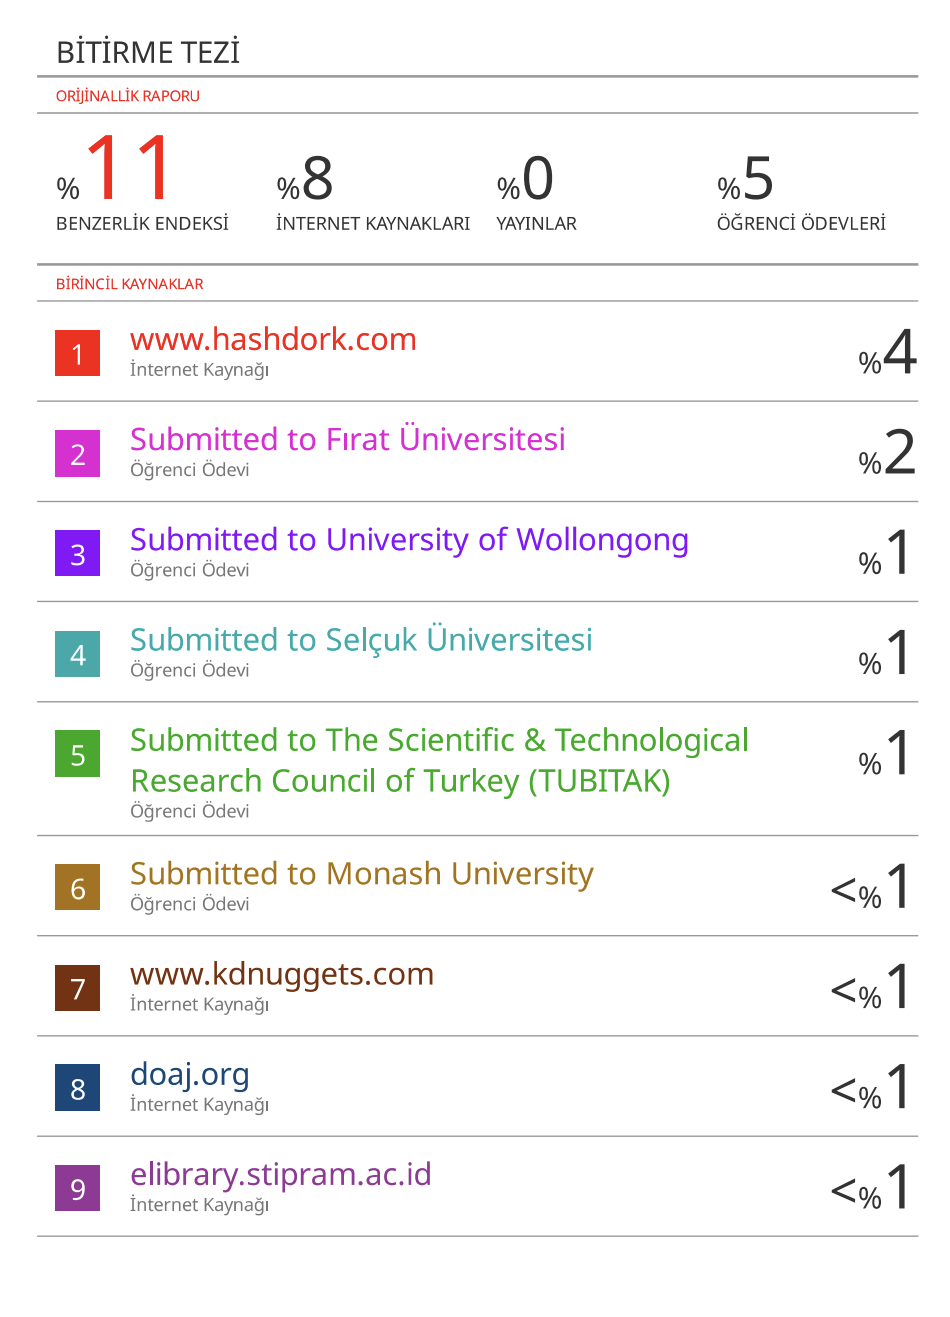 BİTİRME TEZİ
ORİJİNALLİK RAPORU
%11 %8 %0 %5
BENZERLİK ENDEKSİ İNTERNET KAYNAKLARI YAYINLAR ÖĞRENCİ ÖDEVLERİ
BİRİNCİL KAYNAKLAR
1 www.hashdork.com %4
İnternet Kaynağı
2 Submitted to Fırat Üniversitesi %2
Öğrenci Ödevi
3 Submitted to University of Wollongong %1
Öğrenci Ödevi
4 Submitted to Selçuk Üniversitesi %1
Öğrenci Ödevi
5 Submitted to The Scientific & Technological %1
Research Council of Turkey (TUBITAK)
Öğrenci Ödevi
6 Submitted to Monash University <%1
Öğrenci Ödevi
7 www.kdnuggets.com <%1
İnternet Kaynağı
8 doaj.org <%1
İnternet Kaynağı
9 elibrary.stipram.ac.id <%1
İnternet Kaynağı